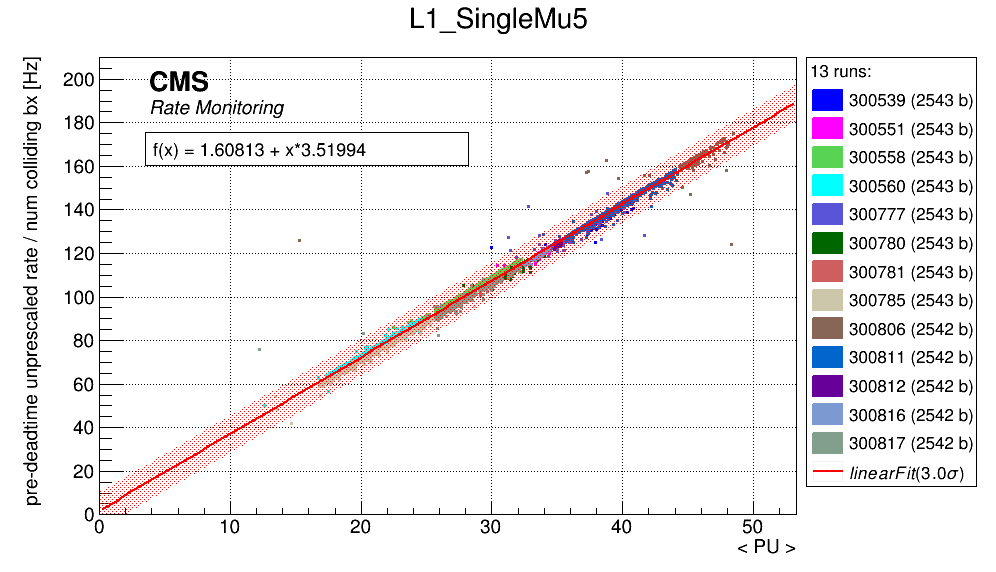 L1_SingleMu5
pre-deadtime unprescaled rate / num colliding bx [Hz]
200
180
160
140
120
100
80
60
40
20
0
CMS
Rate Monitoring
f(x) = 1.60813 + x*3.51994
0 10 20 30 40 50
< PU >
13 runs:
300539 (2543 b)
300551 (2543 b)
300558 (2543 b)
300560 (2543 b)
300777 (2543 b)
300780 (2543 b)
300781 (2543 b)
300785 (2543 b)
300806 (2542 b)
300811 (2542 b)
300812 (2542 b)
300816 (2542 b)
300817 (2542 b)
linearFit(3.0σ)